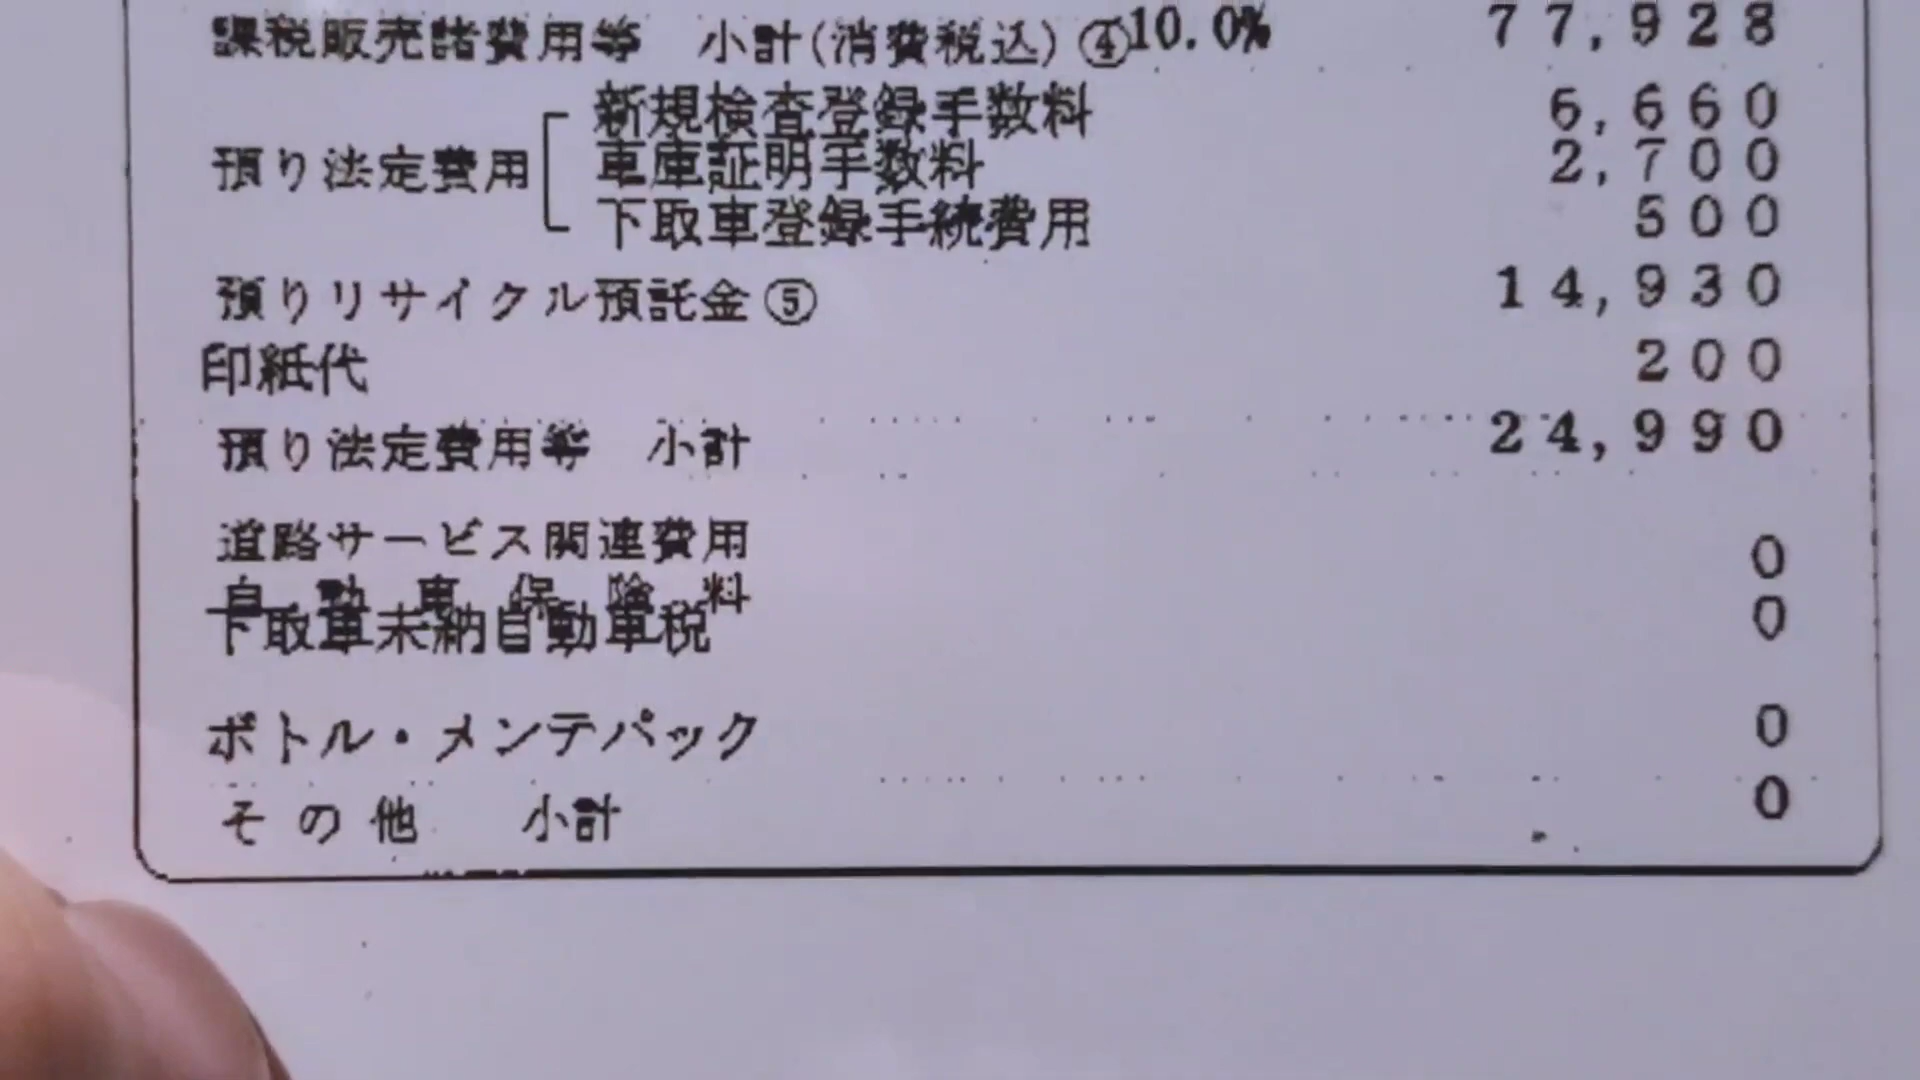 課税販売諸費用等 小計(消費税込)④10.0% 77,928
新規検査登録手数料 6,660
預り法定費用 車庫証明手数料 2,700
下取車登録手続費用 500
預りリサイクル預託金⑤ 14,930
印紙代 200
預り法定費用等 小計 24,990
道路サービス関連費用 0
自動車保険料 0
下取車未納自動車税
ボトル・メンテパック 0
その他 小計 0